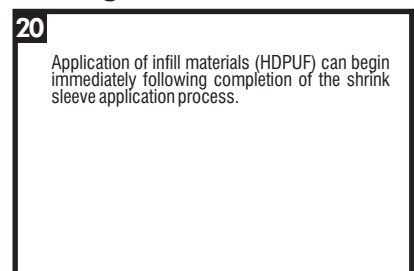 20
Application of infill materials (HDPUF) can begin
immediately following completion of the shrink
sleeve application process.